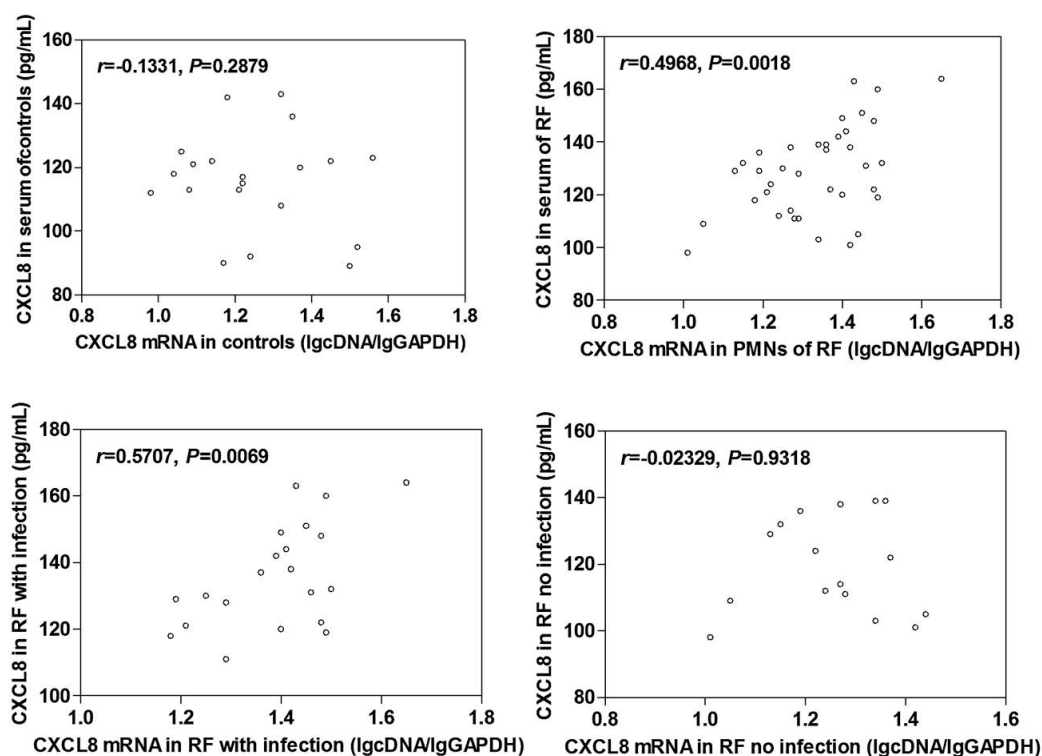 CXCL8 in serum ofcontrols (pg/mL)
160
140
120
100
80
r=-0.1331, P=0.2879
0.8 1.0 1.2 1.4 1.6 1.8
CXCL8 mRNA in controls (lgcDNA/lgGAPDH)
CXCL8 in serum of RF (pg/mL)
180
160
140
120
100
80
r=0.4968, P=0.0018
0.8 1.0 1.2 1.4 1.6 1.8
CXCL8 mRNA in PMNs of RF (lgcDNA/lgGAPDH)
CXCL8 in RF with infection (pg/mL)
180
160
140
120
100
r=0.5707, P=0.0069
1.0 1.2 1.4 1.6 1.8
CXCL8 mRNA in RF with infection (lgcDNA/lgGAPDH)
CXCL8 in RF no infection (pg/mL)
160
140
120
100
80
r=-0.02329, P=0.9318
0.8 1.0 1.2 1.4 1.6
CXCL8 mRNA in RF no infection (lgcDNA/lgGAPDH)